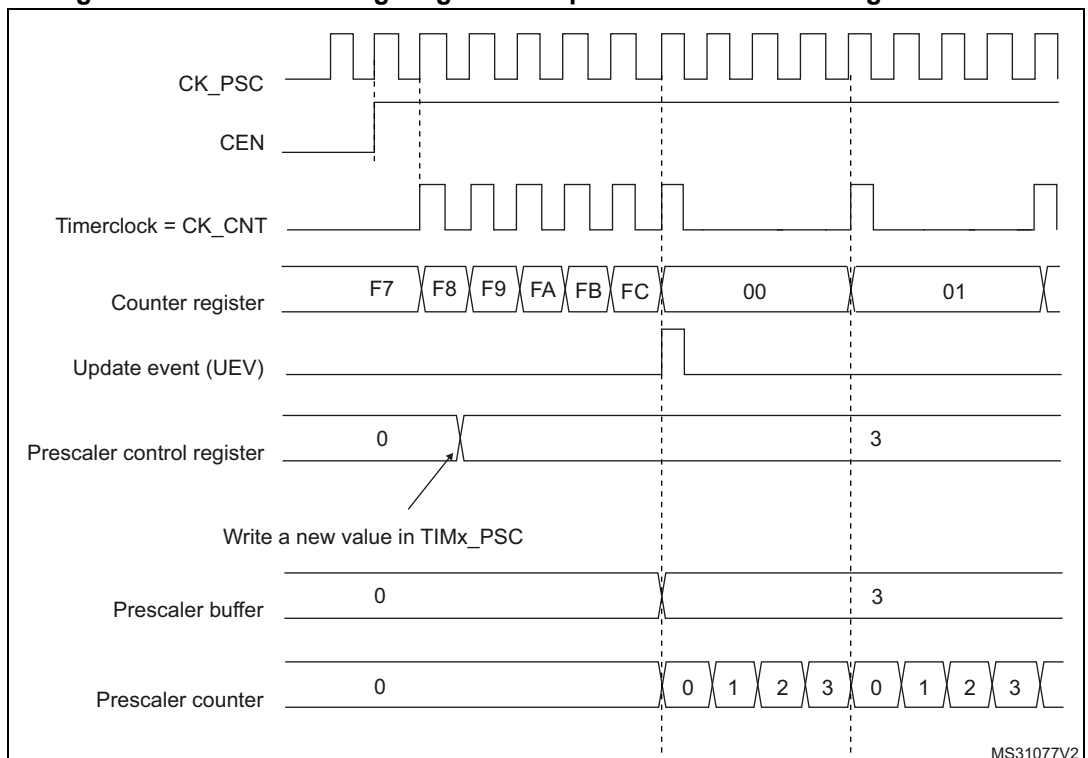 CK_PSC
CEN
Timerclock = CK_CNT
Counter register
F7 F8 F9 FA FB FC 00 01
Update event (UEV)
Prescaler control register
0 3
Write a new value in TIMx_PSC
Prescaler buffer
0 3
Prescaler counter
0 0 1 2 3 0 1 2 3
MS31077V2